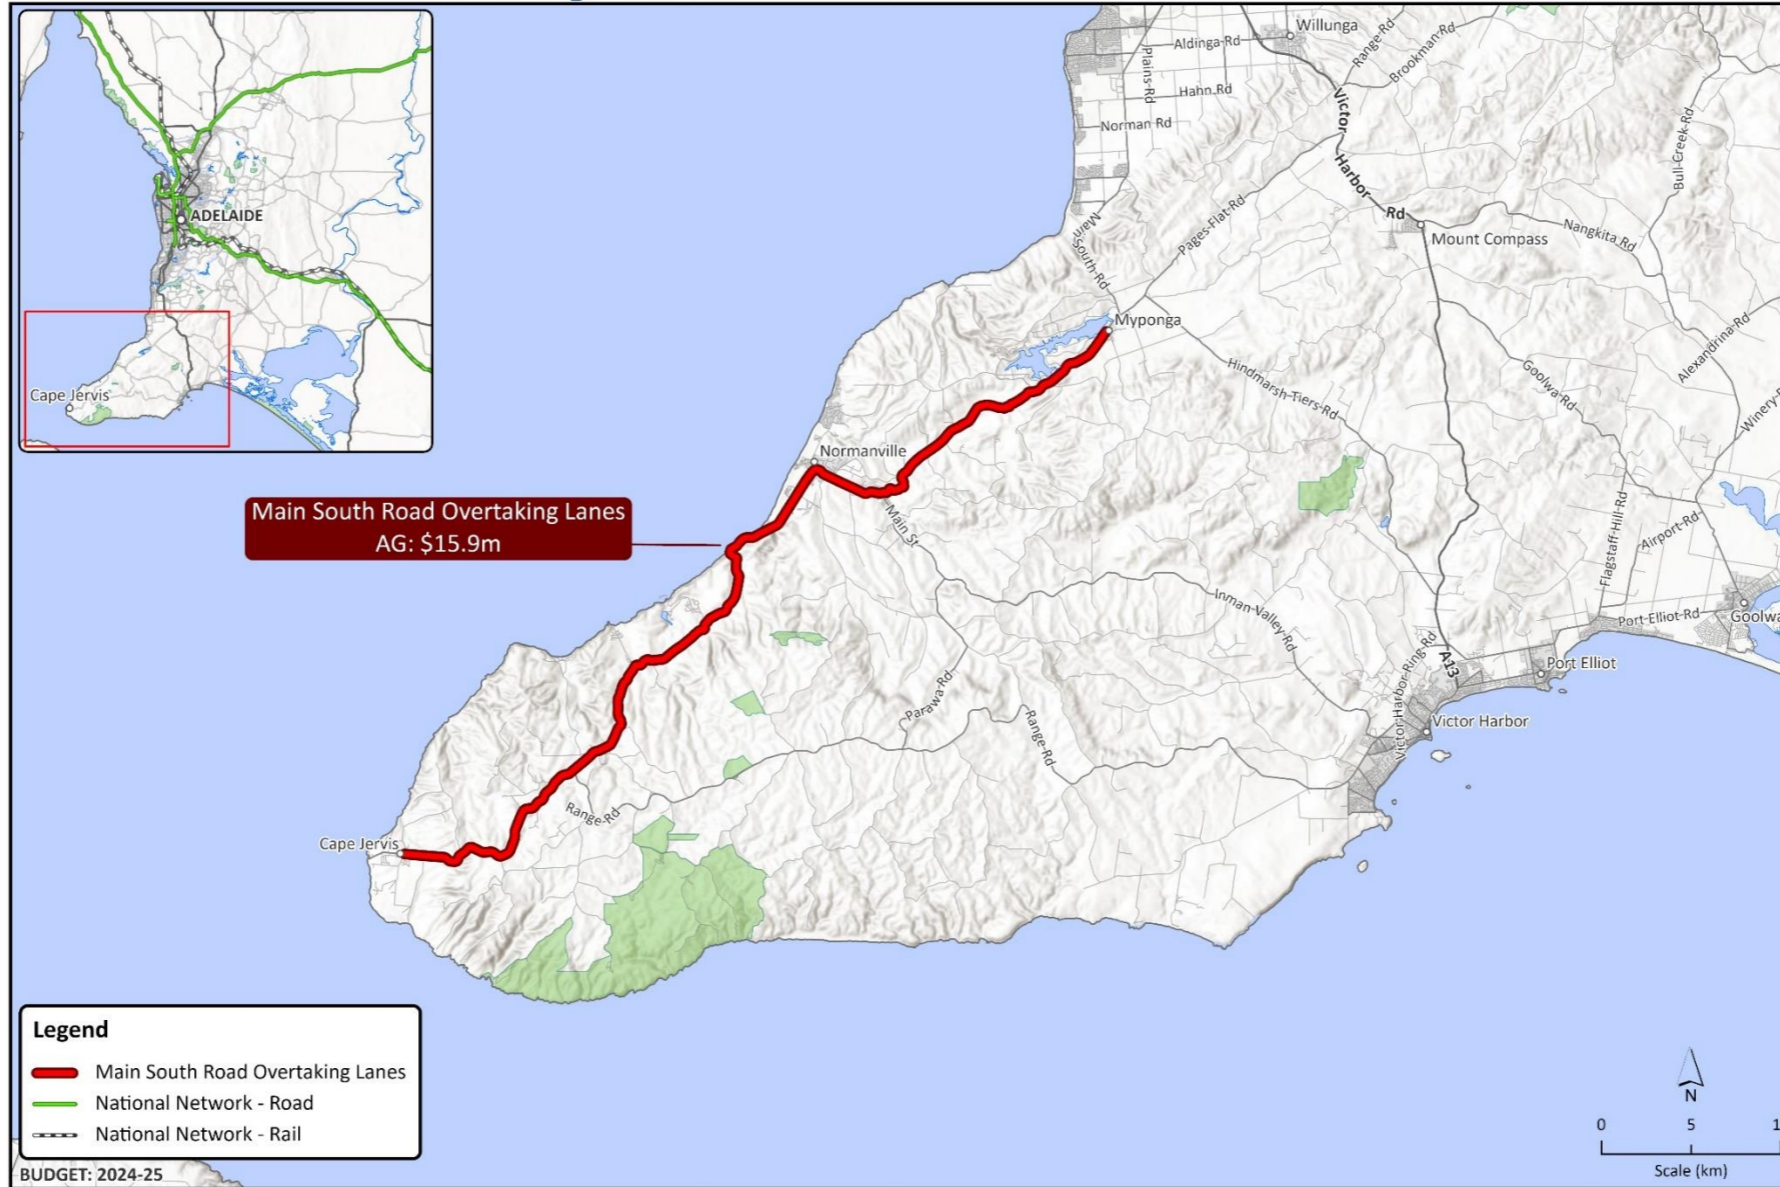 ADELAIDE
Cape Jervis
Willunga
Aldinga Rd
Plains Rd
Hahn Rd
Norman Rd
Range Rd
Brookman Rd
Victor
Harbor
Rd
Bull Creek Rd
Main
South Rd
Pages Flat Rd
Mount Compass
Nangkita Rd
Myponga
Hindmarsh Tiers Rd
Goolwa Rd
Alexandrina Rd
Normanville
Main South Road Overtaking Lanes
AG: $15.9m
Main St
Flagstaff Hill Rd
Airport Rd
Inman Valley Rd
Port Elliot Rd
Victor Harbor Ring Rd
A13
Port Elliot
Parawa Rd
Range Rd
Victor Harbor
Victor Harbor
Range Rd
Cape Jervis
Legend
Main South Road Overtaking Lanes
National Network - Road
National Network - Rail
BUDGET: 2024-25
N
0 5
Scale (km)